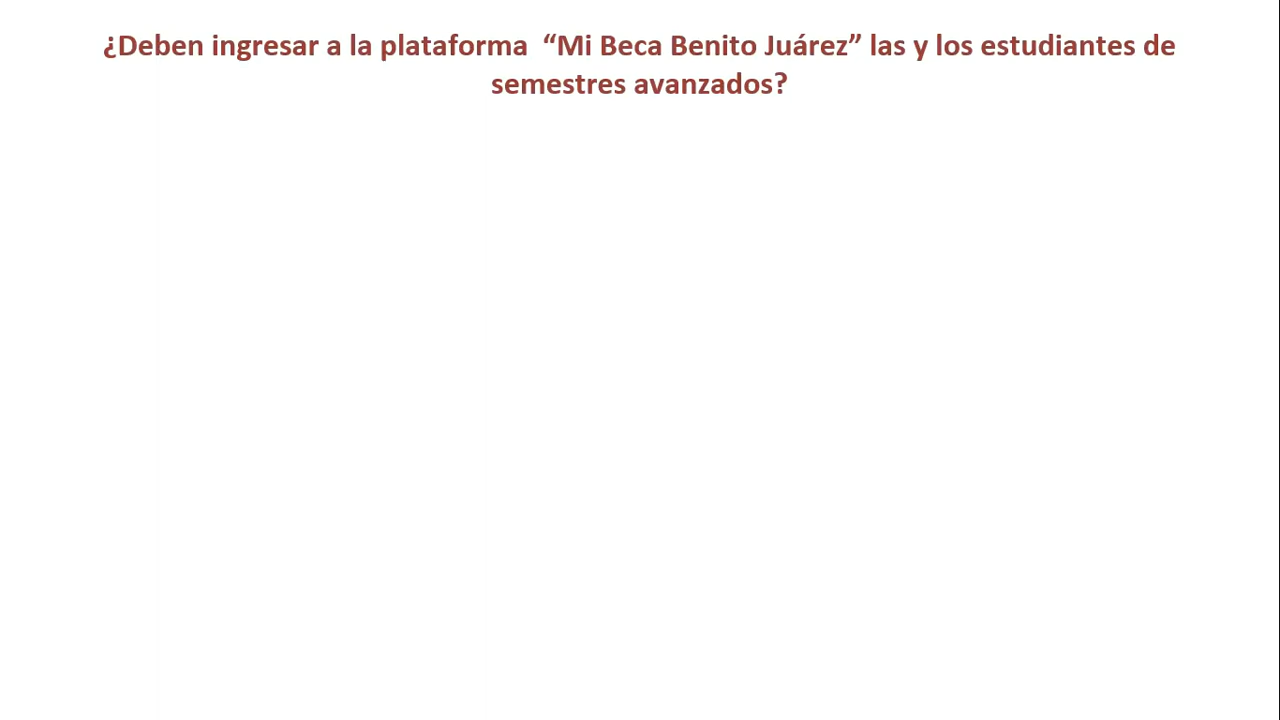 ¿Deben ingresar a la plataforma “Mi Beca Benito Juárez” las y los estudiantes de
semestres avanzados?